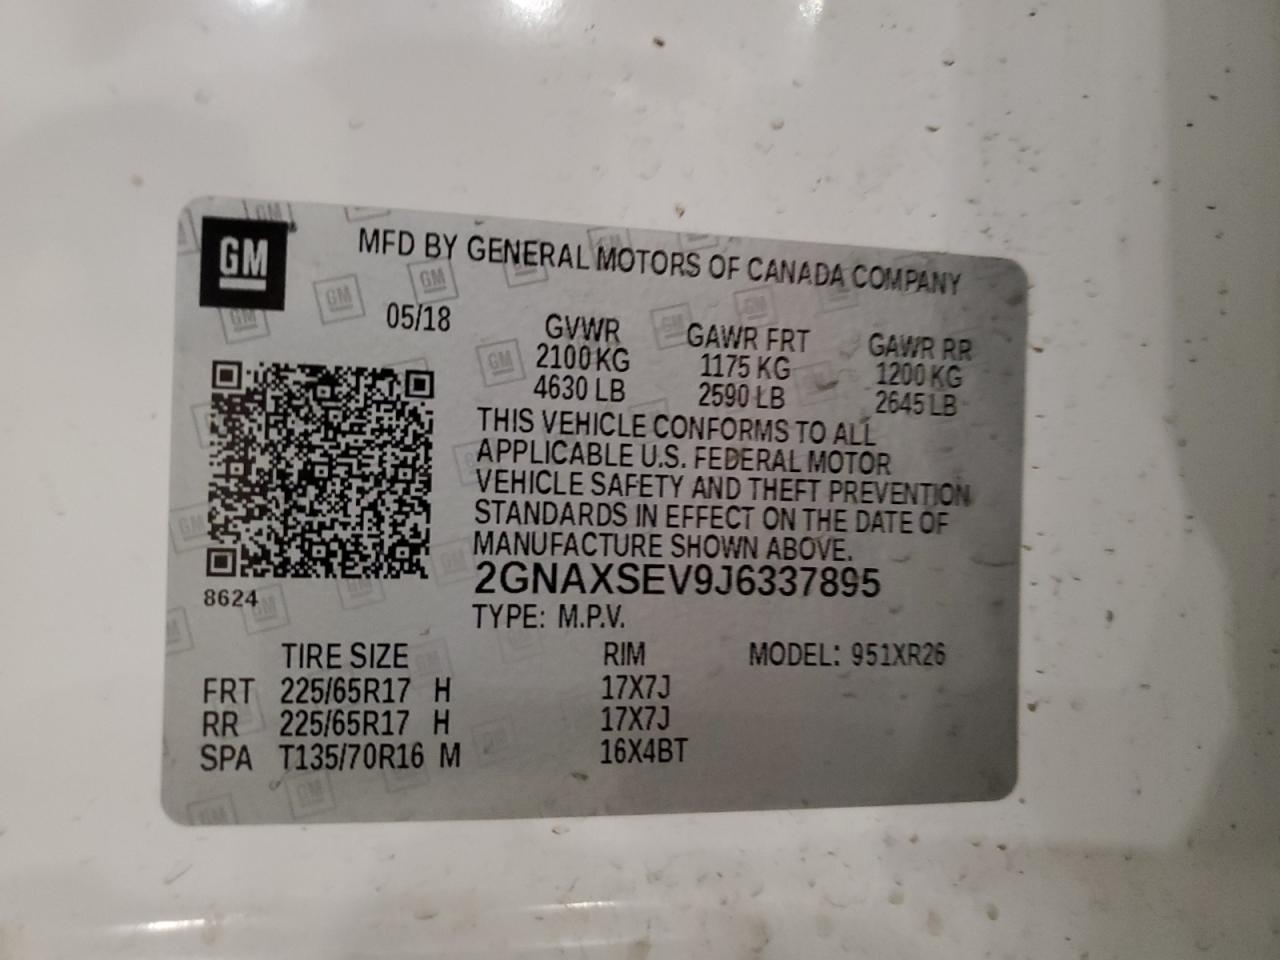 GM
MFD BY GENERAL MOTORS OF CANADA COMPANY
05/18
GVWR GAWR FRT GAWR RR
2100 KG 1175 KG 1200 KG
4630 LB 2590 LB 2645 LB
THIS VEHICLE CONFORMS TO ALL
APPLICABLE U.S. FEDERAL MOTOR
VEHICLE SAFETY AND THEFT PREVENTION
STANDARDS IN EFFECT ON THE DATE OF
MANUFACTURE SHOWN ABOVE.
2GNAXSEV9J6337895
8624
TYPE: M.P.V.
TIRE SIZE RIM MODEL: 951XR26
FRT 225/65R17 H 17X7J
RR 225/65R17 H 17X7J
SPA T135/70R16 M 16X4BT